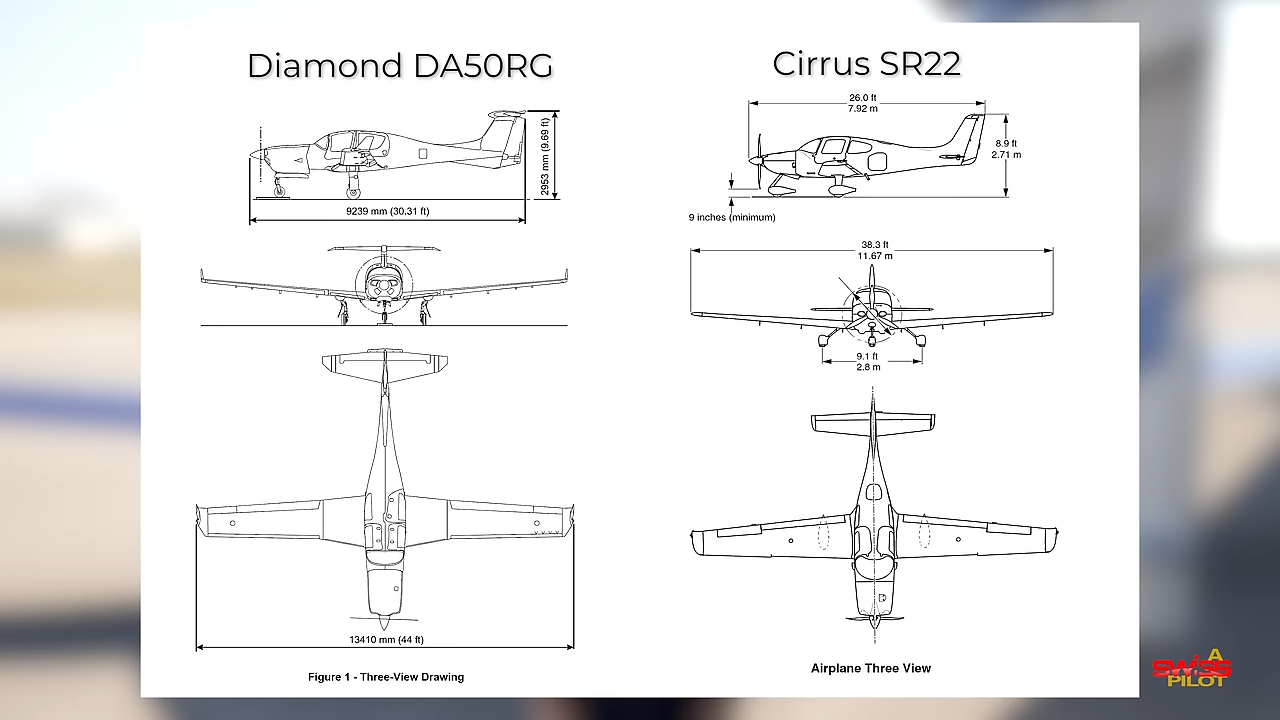 Diamond DA50RG
2953 mm (9.69 ft)
9239 mm (30.31 ft)
13410 mm (44 ft)
Figure 1 - Three-View Drawing
Cirrus SR22
26.0 ft
7.92 m
8.9 ft
2.71 m
9 inches (minimum)
38.3 ft
11.67 m
9.1 ft
2.8 m
Airplane Three View
A
SWISS
PILOT